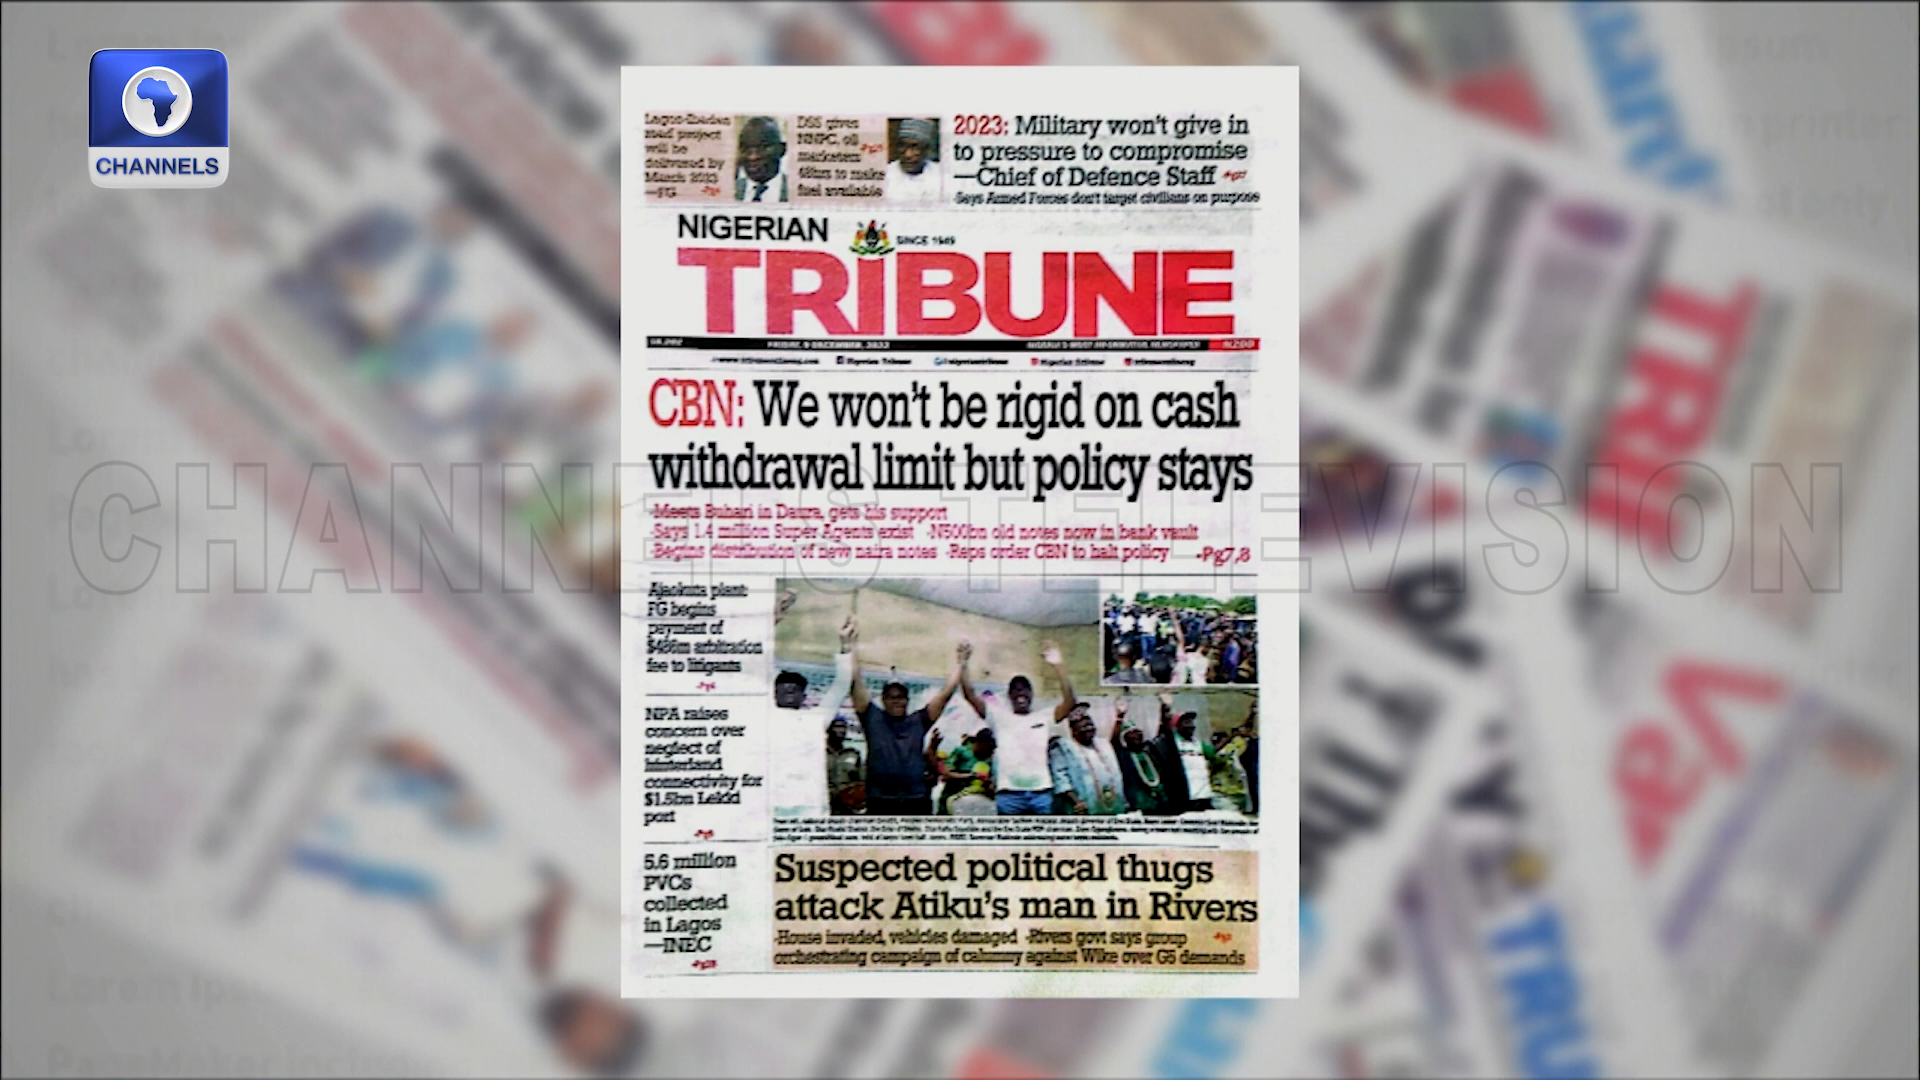 CHANNELS
Lagos-Ibadan
road project
will be
delivered by
March 2023
—FG
DSS gives
NNPC, oil
marketers
48hrs to make
fuel available
2023: Military won't give in
to pressure to compromise
—Chief of Defence Staff
•Says Armed Forces don't target civilians on purpose
NIGERIAN
SINCE 1949
TRIBUNE
FRIDAY, 9 DECEMBER, 2022
N200
Nigerian Tribune
CBN: We won't be rigid on cash
withdrawal limit but policy stays
•Meets Buhari in Daura, gets his support
•Says 1.4 million Super Agents exist •N500bn old notes now in bank vault
•Begins distribution of new naira notes •Reps order CBN to halt policy -Pg7,8
Ajaokuta plant:
FG begins
payment of
$496m arbitration
fee to litigants
NPA raises
concern over
neglect of
hinterland
connectivity for
$1.5bn Lekki
port
5.6 million
PVCs
collected
in Lagos
—INEC
Suspected political thugs
attack Atiku's man in Rivers
•House invaded, vehicles damaged •Rivers govt says group
orchestrating campaign of calumny against Wike over G5 demands
CHANNELS TELEVISION